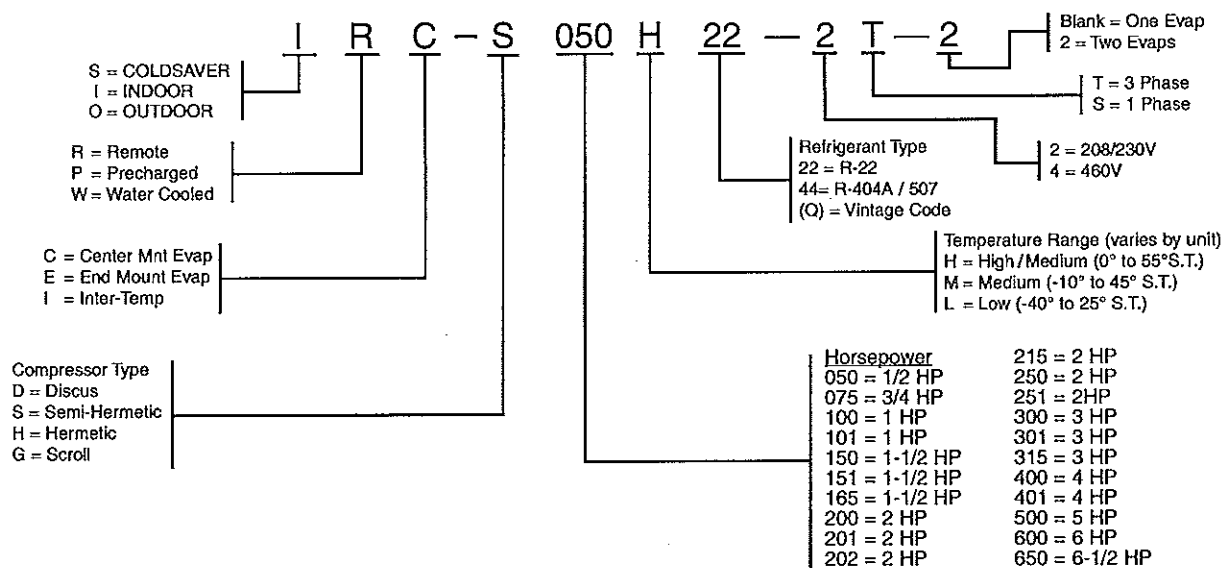 I R C - S 050 H 22 - 2 T - 2
Blank = One Evap
2 = Two Evaps
S = COLDSAVER
I = INDOOR
O = OUTDOOR
T = 3 Phase
S = 1 Phase
R = Remote
P = Precharged
W = Water Cooled
Refrigerant Type
22 = R-22
44= R-404A / 507
(Q) = Vintage Code
2 = 208/230V
4 = 460V
C = Center Mnt Evap
E = End Mount Evap
I = Inter-Temp
Temperature Range (varies by unit)
H = High/Medium (0° to 55°S.T.)
M = Medium (-10° to 45° S.T.)
L = Low (-40° to 25° S.T.)
Compressor Type
D = Discus
S = Semi-Hermetic
H = Hermetic
G = Scroll
Horsepower
050 = 1/2 HP
075 = 3/4 HP
100 = 1 HP
101 = 1 HP
150 = 1-1/2 HP
151 = 1-1/2 HP
165 = 1-1/2 HP
200 = 2 HP
201 = 2 HP
202 = 2 HP
215 = 2 HP
250 = 2 HP
251 = 2HP
300 = 3 HP
301 = 3 HP
315 = 3 HP
400 = 4 HP
401 = 4 HP
500 = 5 HP
600 = 6 HP
650 = 6-1/2 HP